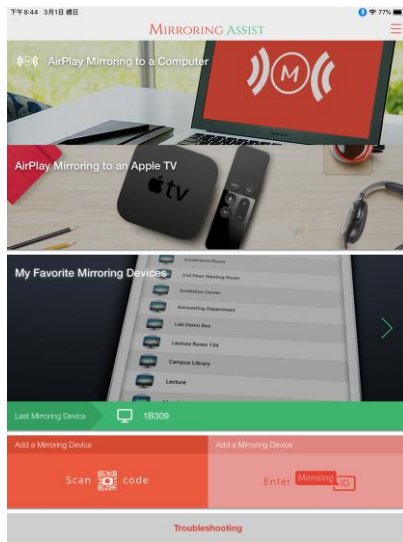 下午8:44 3月1日 週日
77%
MIRRORING ASSIST
M
AirPlay Mirroring to a Computer
M
AirPlay Mirroring to an Apple TV
tv
My Favorite Mirroring Devices
Conference Room
2nd Floor Meeting Room
Exhibition Center
Accounting Department
Lab Demo Box
Lecture Room 134
Campus Library
Lecture
Last Mirroring Device
1B309
Add a Mirroring Device
Add a Mirroring Device
Scan code
Enter Mirroring ID
Troubleshooting